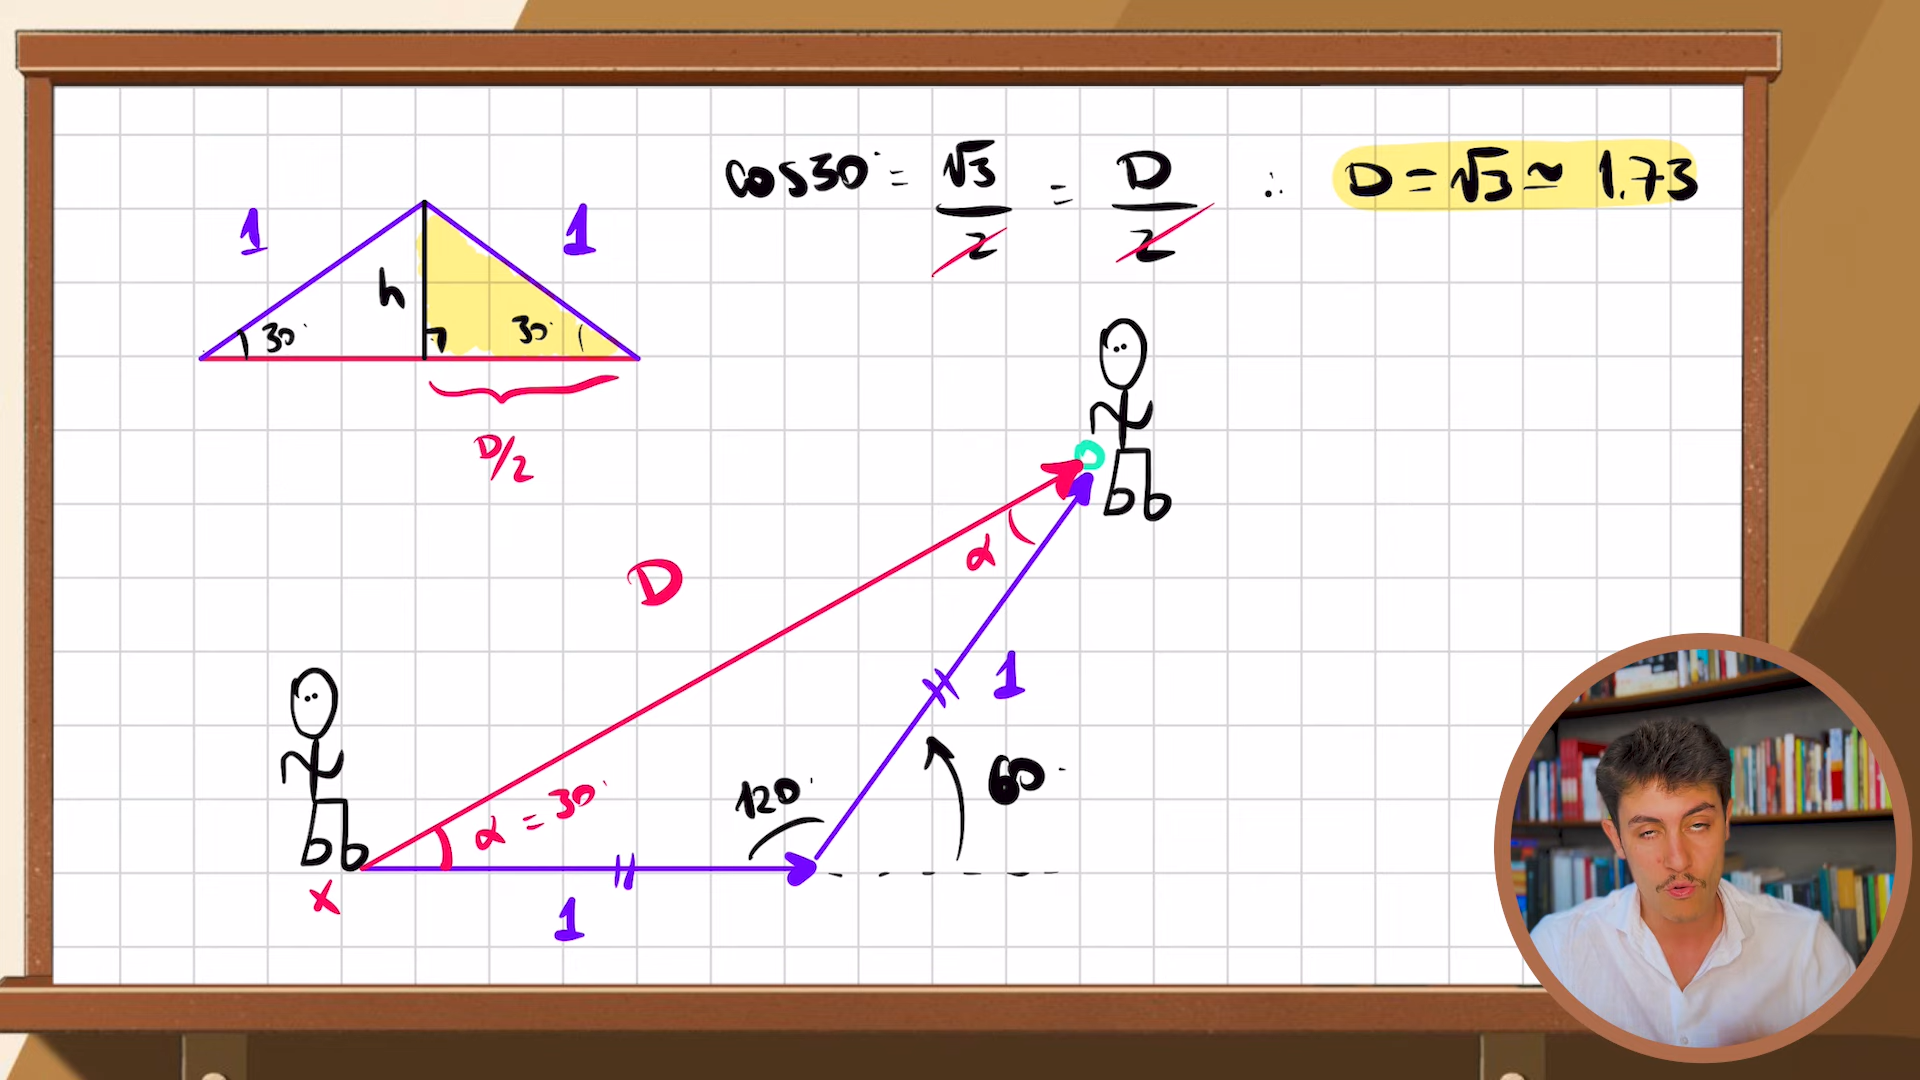 cos30° = √3/2 = D/2 ∴ D = √3 ≃ 1.73
1 1
h
30° 30°
D/2
α
D
1
60°
120°
α = 30°
x
1